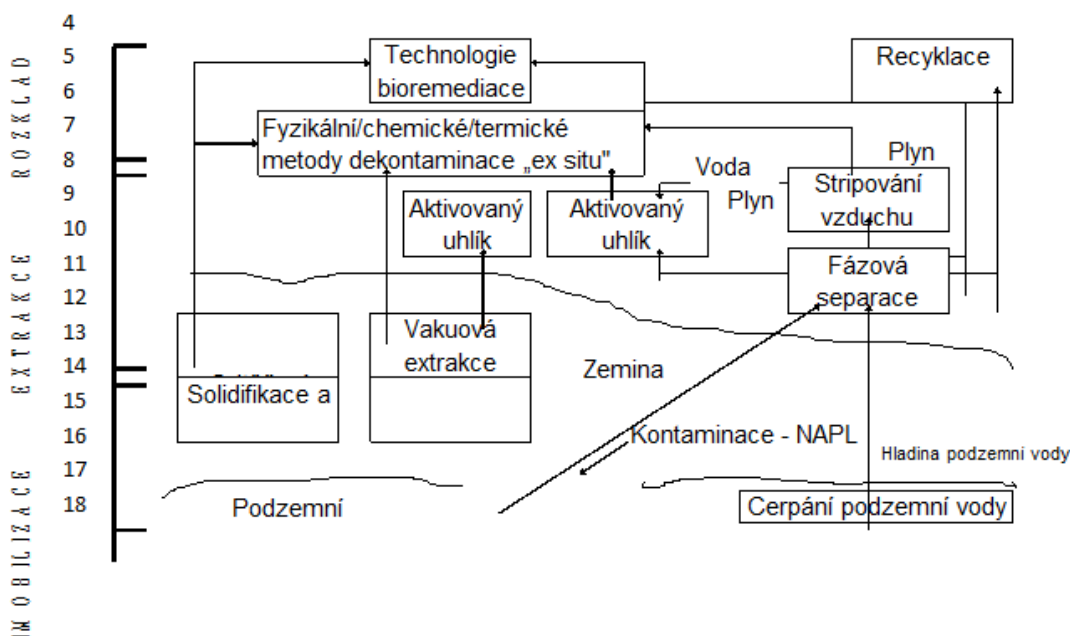 4
5
6
7
8
9
10
11
12
13
14
15
16
17
18
ROZKLAD
EXTRAKCE
IMOBILIZACE
Technologie
bioremediace
Recyklace
Fyzikální/chemické/termické
metody dekontaminace „ex situ"
Plyn
Voda
Plyn
Stripování
vzduchu
Aktivovaný
uhlík
Aktivovaný
uhlík
Fázová
separace
Vakuová
extrakce
Zemina
Solidifikace a
Kontaminace - NAPL
Hladina podzemní vody
Podzemní
Cerpání podzemní vody